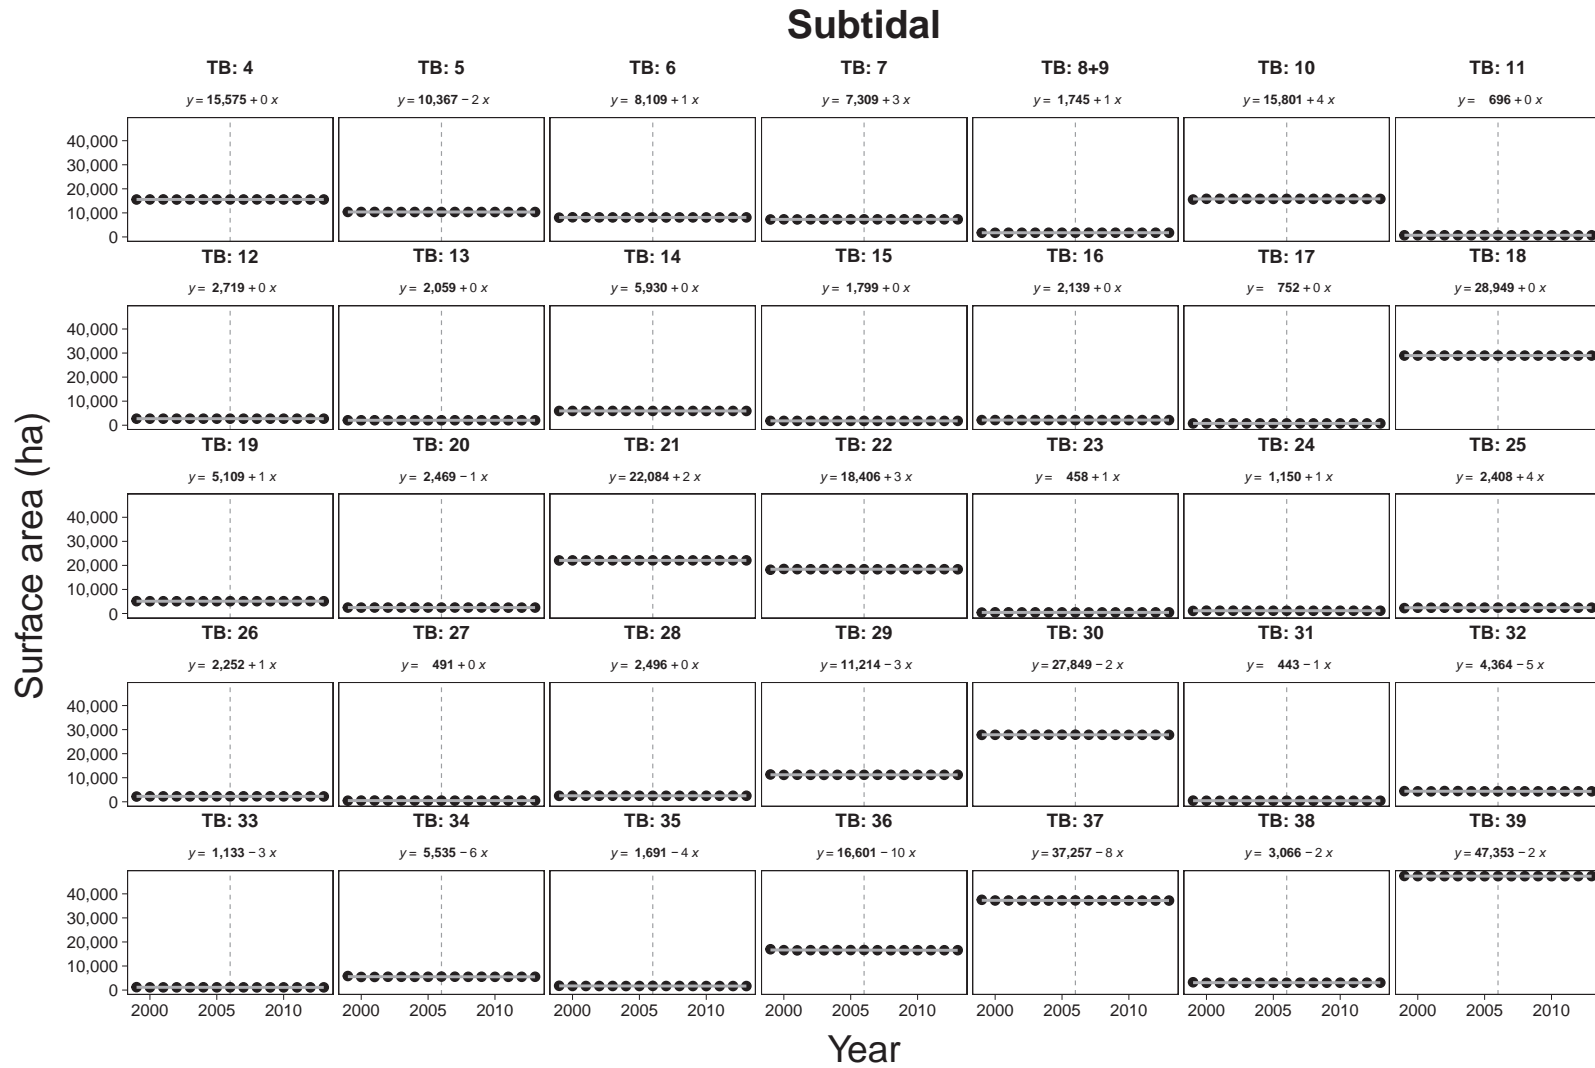 Subtidal
TB: 4 TB: 5 TB: 6 TB: 7 TB: 8+9 TB: 10 TB: 11
y = 15,575 + 0 x y = 10,367 − 2 x y = 8,109 + 1 x y = 7,309 + 3 x y = 1,745 + 1 x y = 15,801 + 4 x y = 696 + 0 x
40,000
30,000
20,000
10,000
0
TB: 12 TB: 13 TB: 14 TB: 15 TB: 16 TB: 17 TB: 18
y = 2,719 + 0 x y = 2,059 + 0 x y = 5,930 + 0 x y = 1,799 + 0 x y = 2,139 + 0 x y = 752 + 0 x y = 28,949 + 0 x
40,000
30,000
20,000
10,000
0
TB: 19 TB: 20 TB: 21 TB: 22 TB: 23 TB: 24 TB: 25
y = 5,109 + 1 x y = 2,469 − 1 x y = 22,084 + 2 x y = 18,406 + 3 x y = 458 + 1 x y = 1,150 + 1 x y = 2,408 + 4 x
40,000
30,000
20,000
10,000
0
TB: 26 TB: 27 TB: 28 TB: 29 TB: 30 TB: 31 TB: 32
y = 2,252 + 1 x y = 491 + 0 x y = 2,496 + 0 x y = 11,214 − 3 x y = 27,849 − 2 x y = 443 − 1 x y = 4,364 − 5 x
40,000
30,000
20,000
10,000
0
TB: 33 TB: 34 TB: 35 TB: 36 TB: 37 TB: 38 TB: 39
y = 1,133 − 3 x y = 5,535 − 6 x y = 1,691 − 4 x y = 16,601 − 10 x y = 37,257 − 8 x y = 3,066 − 2 x y = 47,353 − 2 x
40,000
30,000
20,000
10,000
0
2000 2005 2010 2000 2005 2010 2000 2005 2010 2000 2005 2010 2000 2005 2010 2000 2005 2010 2000 2005 2010
Surface area (ha)
Year